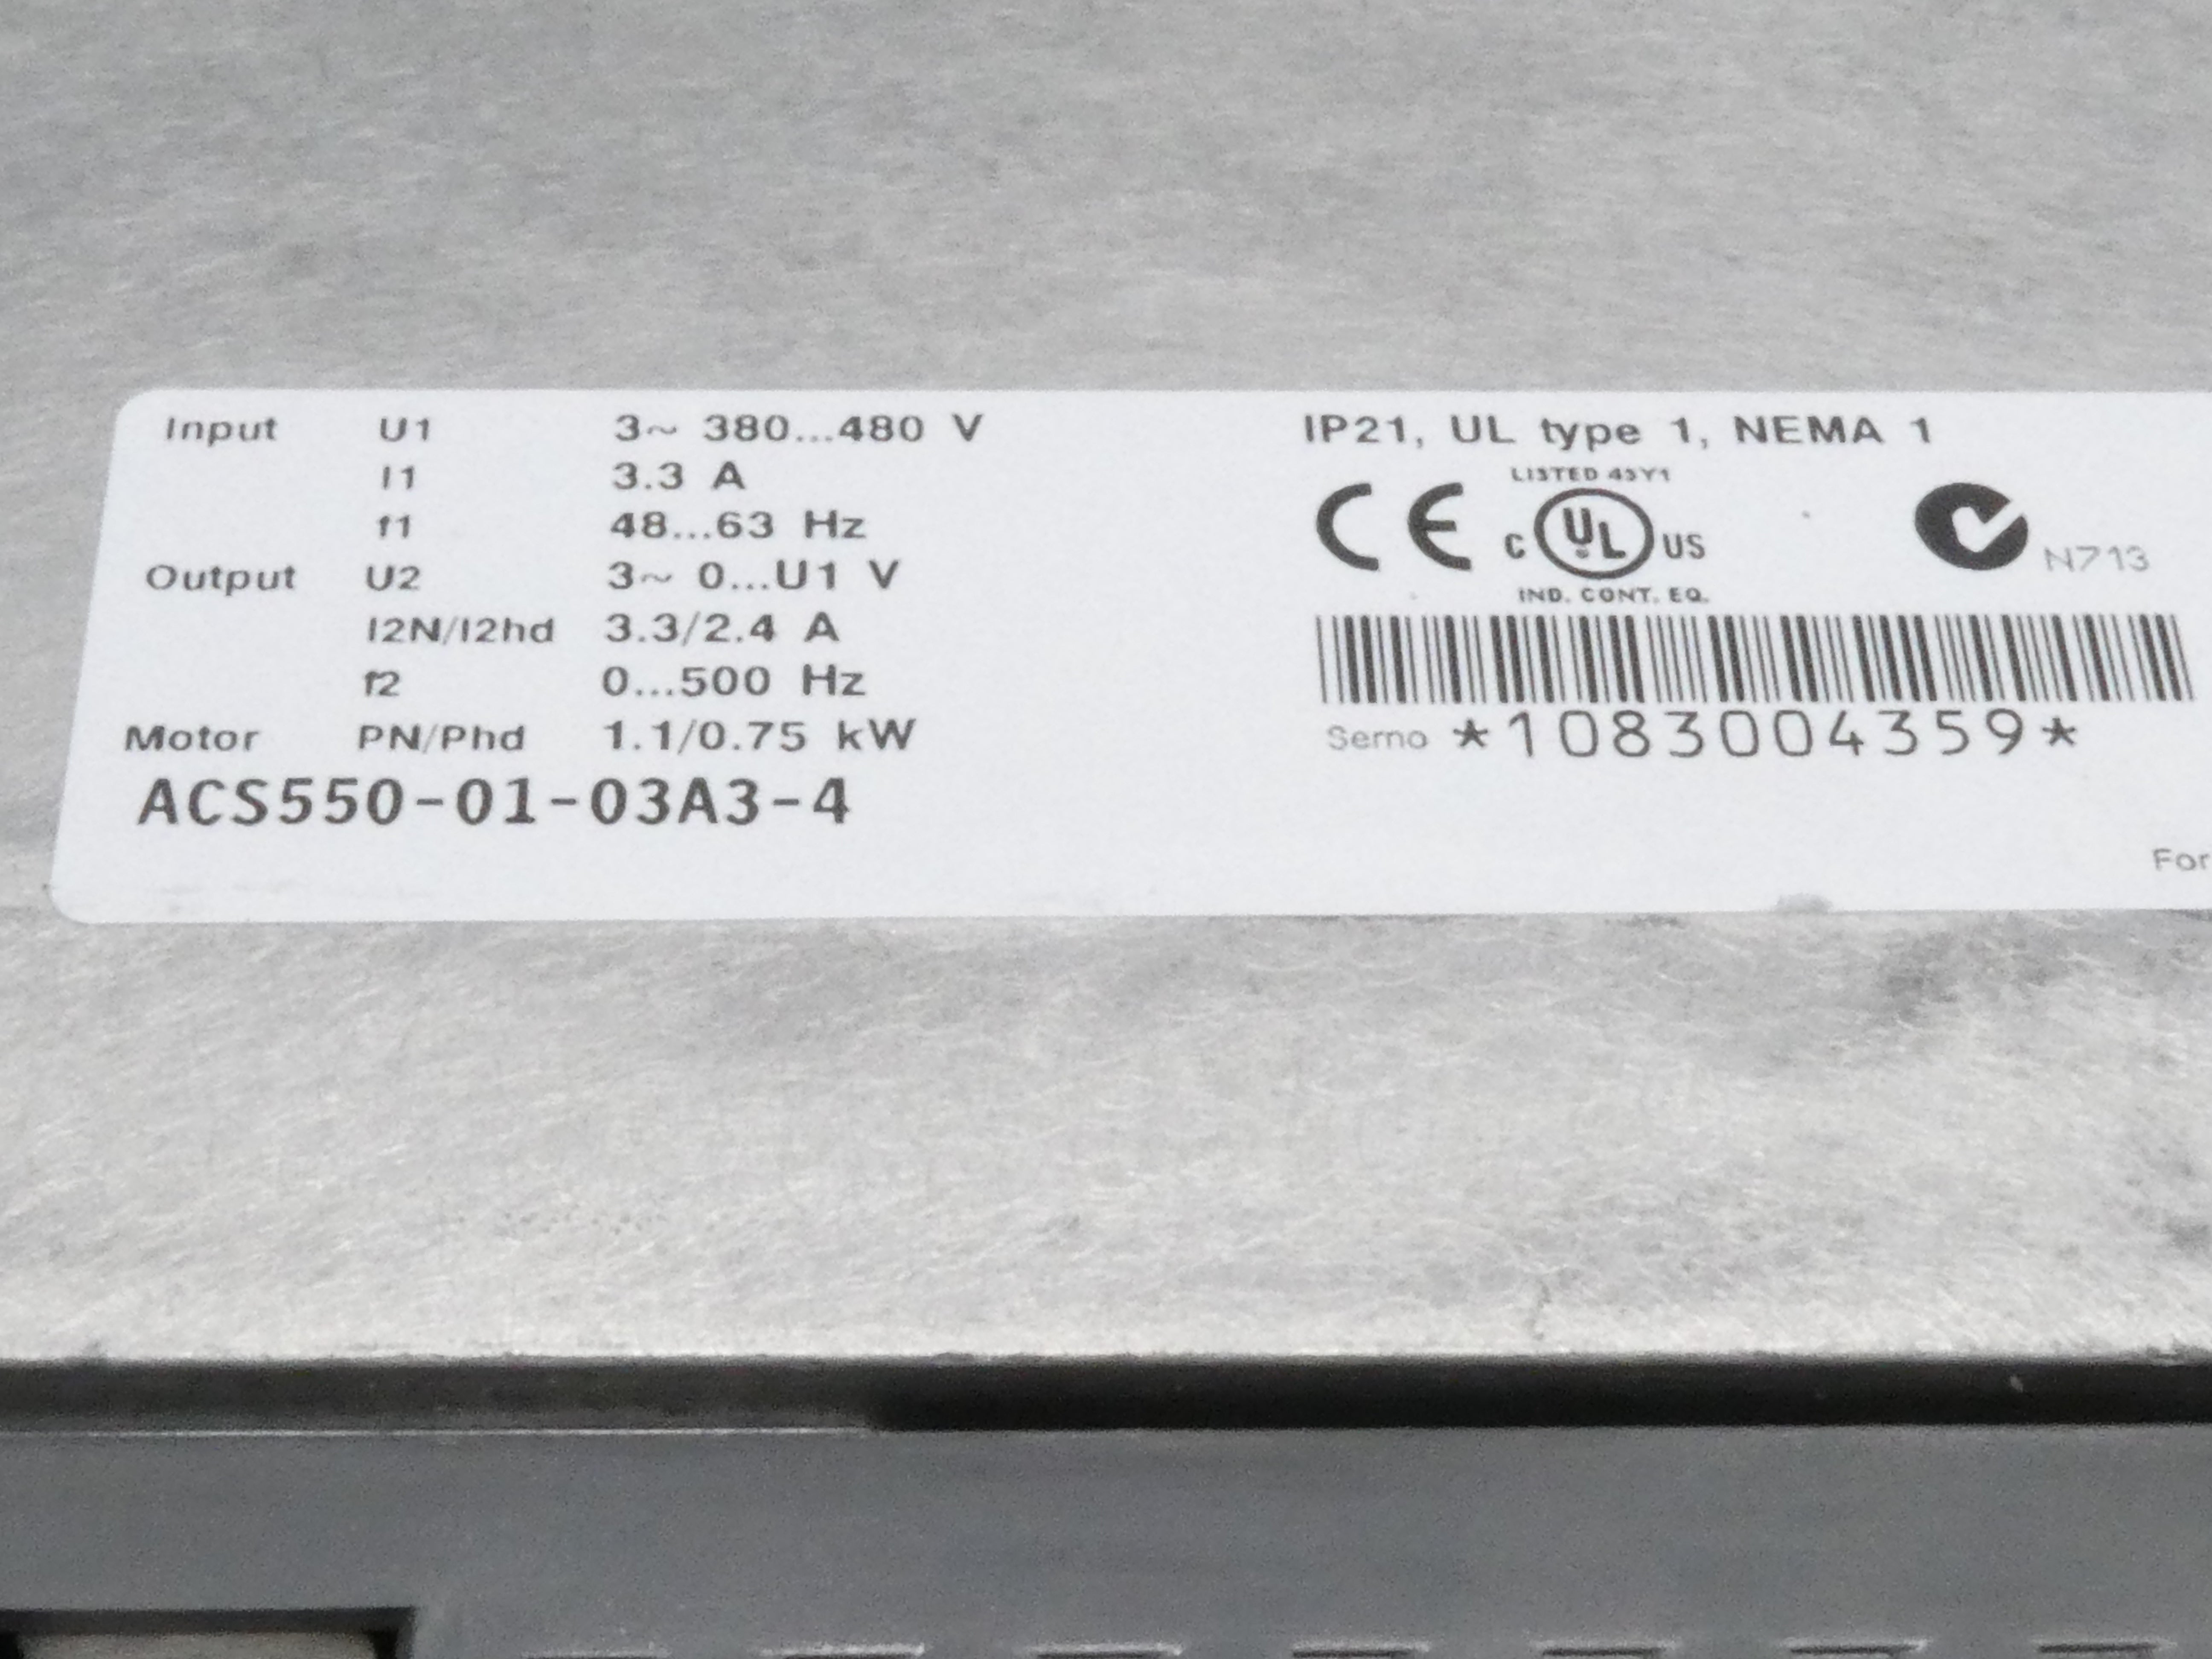 Input U1 3~ 380...480 V
I1 3.3 A
f1 48...63 Hz
Output U2 3~ 0...U1 V
I2N/I2hd 3.3/2.4 A
f2 0...500 Hz
Motor PN/Phd 1.1/0.75 kW
ACS550-01-03A3-4
IP21, UL type 1, NEMA 1
LISTED 45Y1
CE C UL US N713
IND. CONT. EQ.
Serno *1083004359*
For